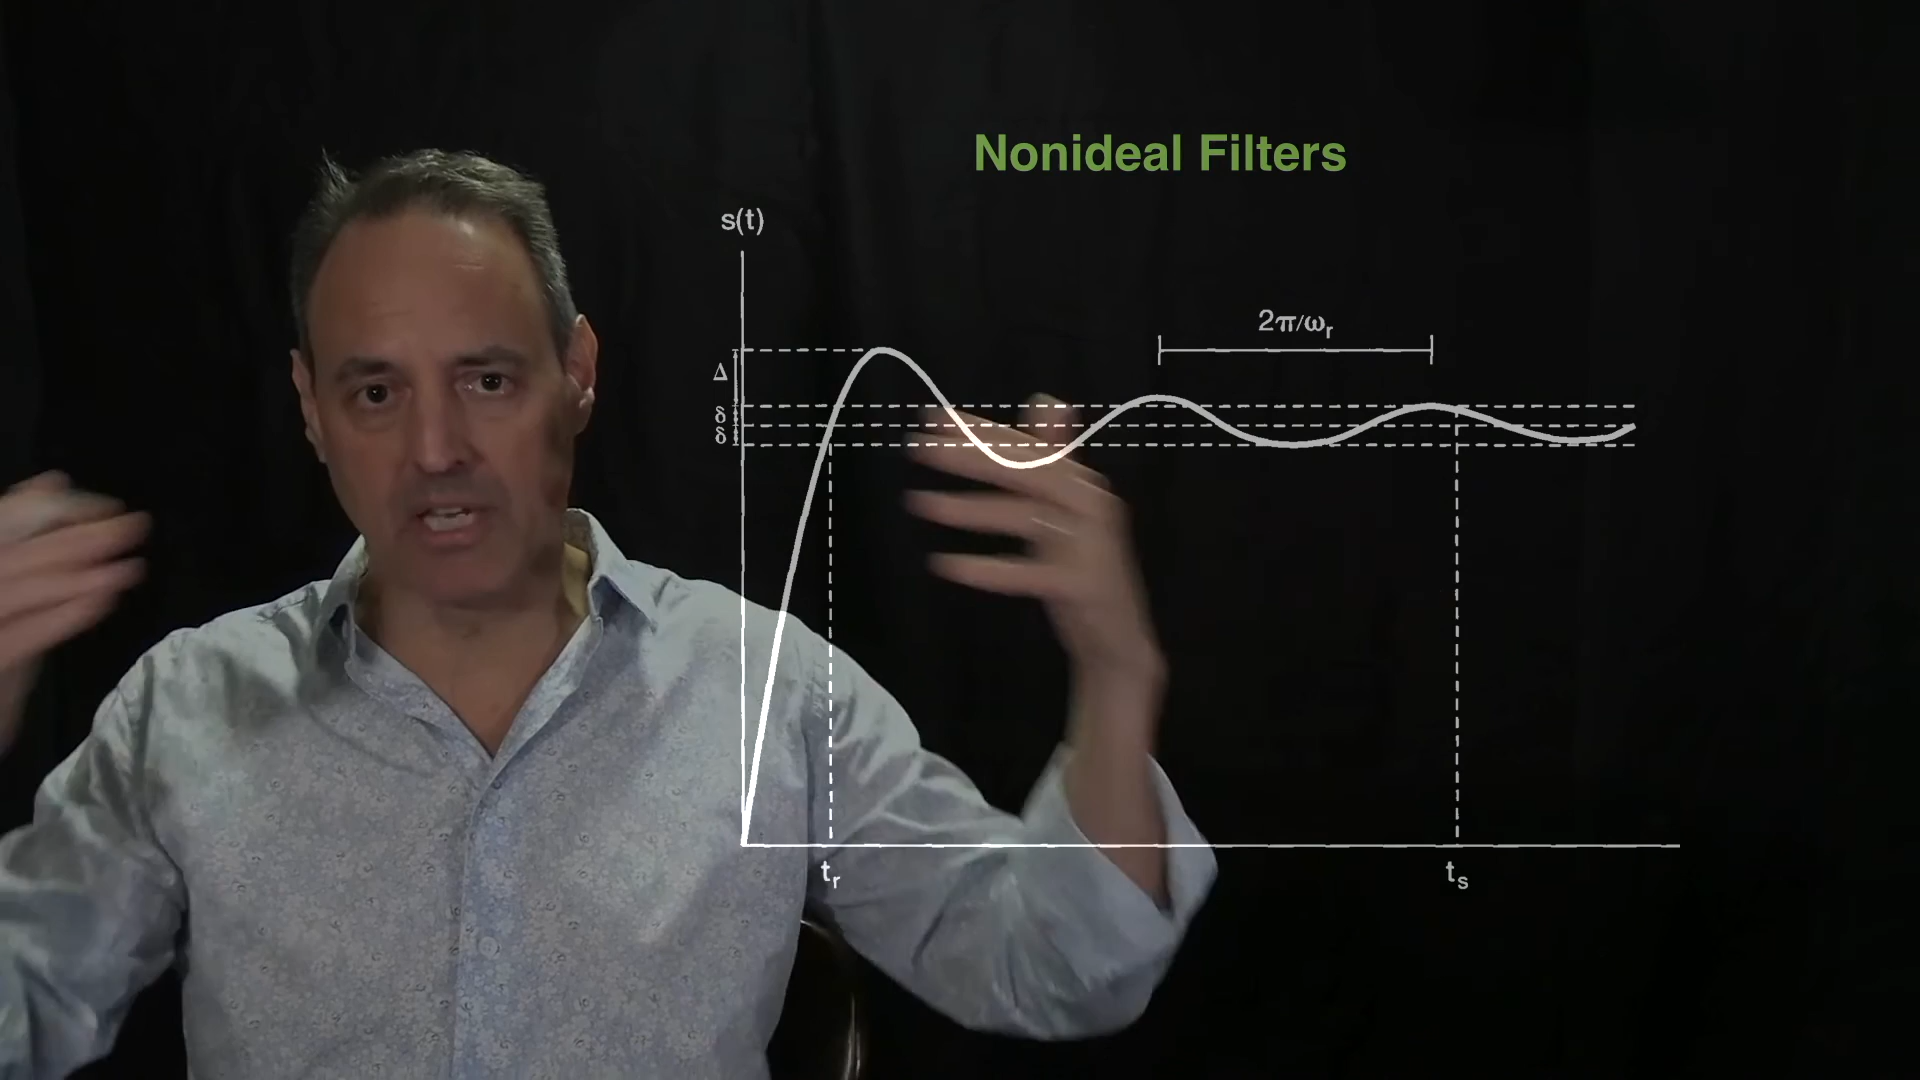 Nonideal Filters
s(t)
2π/ωr
Δ
δ
δ
tr
ts